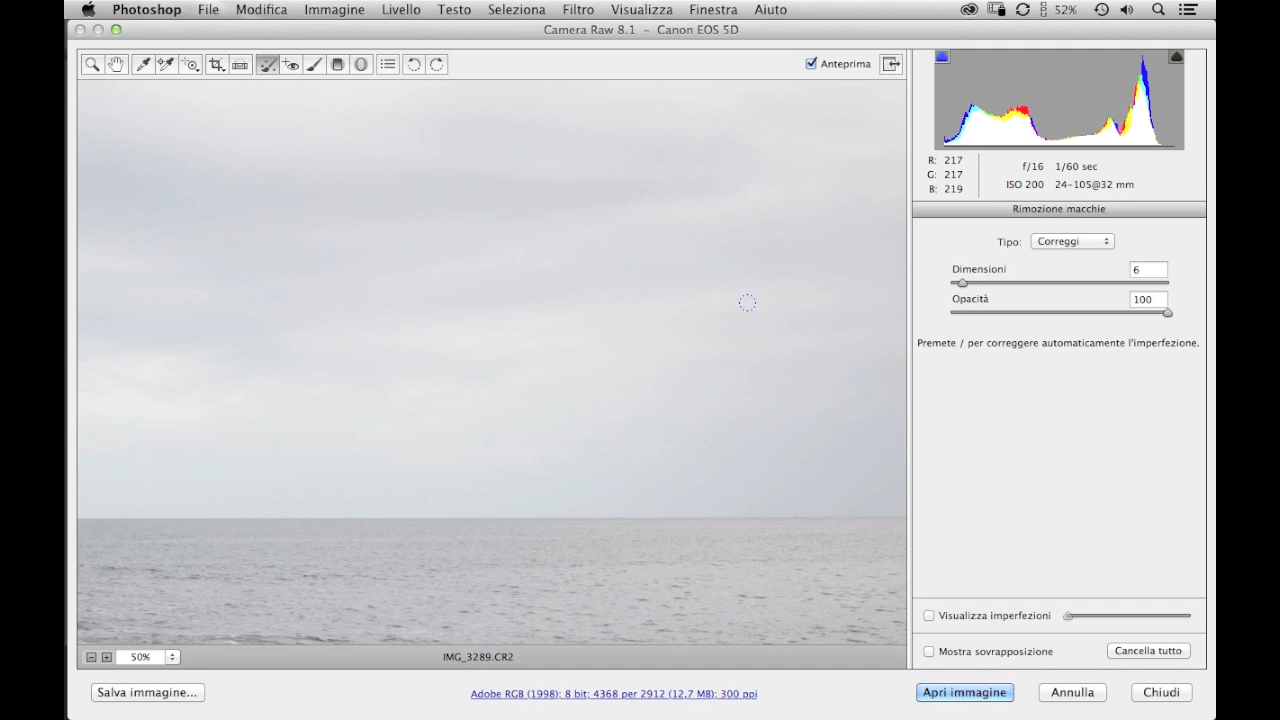 Photoshop File Modifica Immagine Livello Testo Seleziona Filtro Visualizza Finestra Aiuto 52%
Camera Raw 8.1 – Canon EOS 5D
Anteprima
R: 217
G: 217
B: 219
f/16 1/60 sec
ISO 200 24-105@32 mm
Rimozione macchie
Tipo: Correggi
Dimensioni 6
Opacità 100
Premete / per correggere automaticamente l'imperfezione.
Visualizza imperfezioni
Mostra sovrapposizione Cancella tutto
50% IMG_3289.CR2
Salva immagine... Adobe RGB (1998); 8 bit; 4368 per 2912 (12,7 MB); 300 ppi Apri immagine Annulla Chiudi